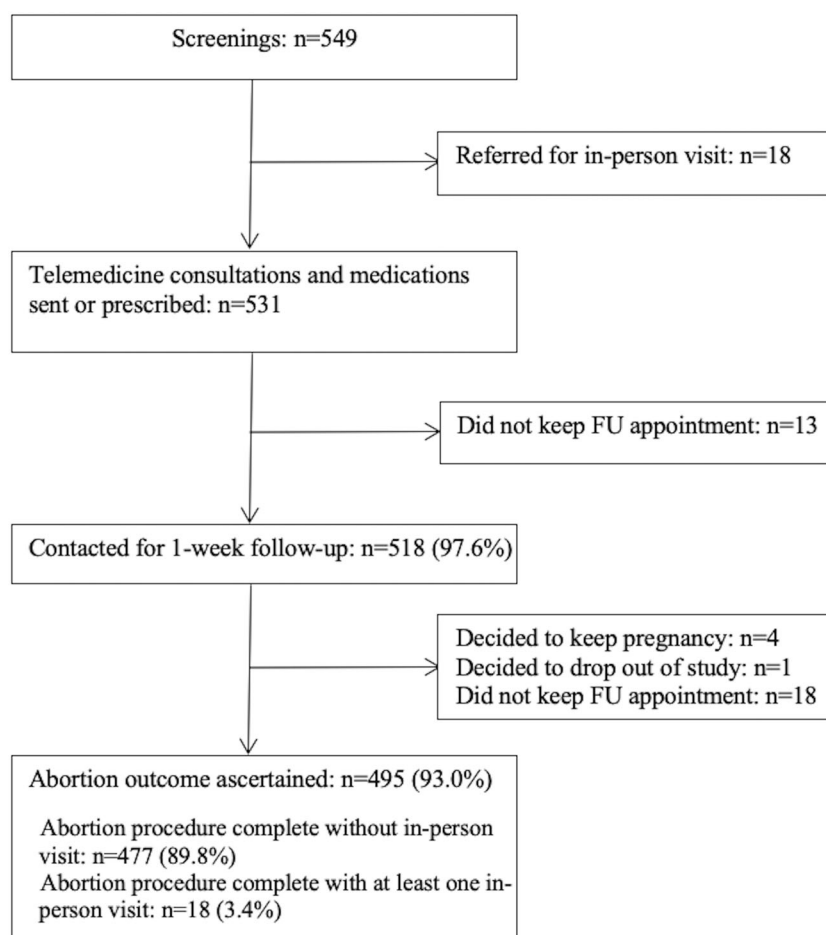 Screenings: n=549
Referred for in-person visit: n=18
Telemedicine consultations and medications
sent or prescribed: n=531
Did not keep FU appointment: n=13
Contacted for 1-week follow-up: n=518 (97.6%)
Decided to keep pregnancy: n=4
Decided to drop out of study: n=1
Did not keep FU appointment: n=18
Abortion outcome ascertained: n=495 (93.0%)
Abortion procedure complete without in-person
visit: n=477 (89.8%)
Abortion procedure complete with at least one in-
person visit: n=18 (3.4%)